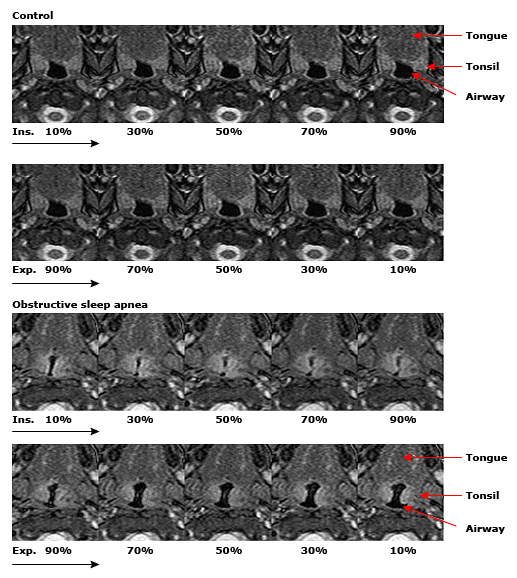 Control
Tongue
Tonsil
Airway
Ins. 10% 30% 50% 70% 90%
Exp. 90% 70% 50% 30% 10%
Obstructive sleep apnea
Ins. 10% 30% 50% 70% 90%
Tongue
Tonsil
Airway
Exp. 90% 70% 50% 30% 10%